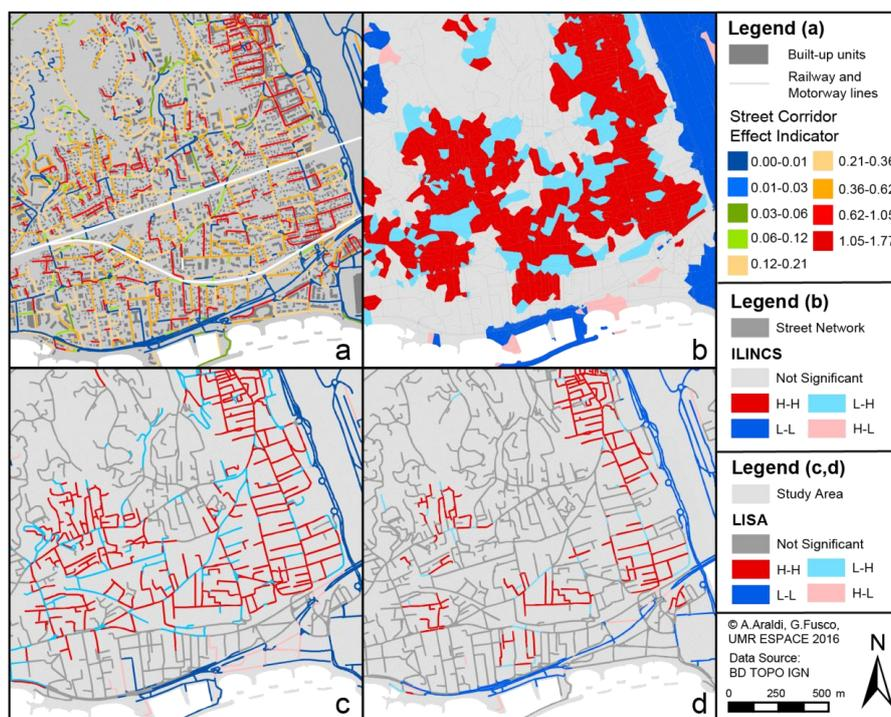 a
b
c
d
Legend (a)
Built-up units
Railway and
Motorway lines
Street Corridor
Effect Indicator
0.00-0.01
0.21-0.36
0.01-0.03
0.36-0.62
0.03-0.06
0.62-1.05
0.06-0.12
1.05-1.77
0.12-0.21
Legend (b)
Street Network
ILINCS
Not Significant
H-H
L-H
L-L
H-L
Legend (c,d)
Study Area
LISA
Not Significant
H-H
L-H
L-L
H-L
© A.Araldi, G.Fusco,
UMR ESPACE 2016
Data Source:
BD TOPO IGN
N
0 250 500 m